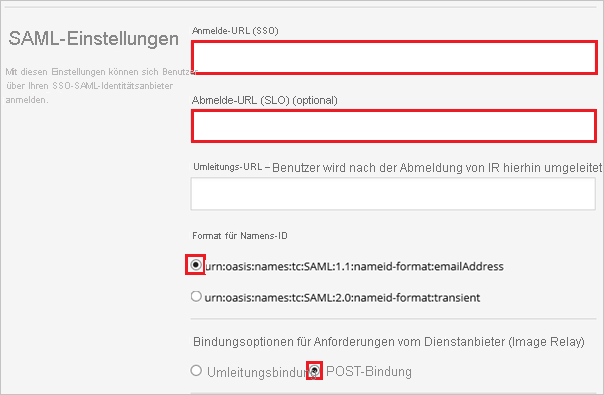 Anmelde-URL (SSO)
SAML-Einstellungen
Mit diesen Einstellungen können sich Benutzer
über Ihren SSO-SAML-Identitätsanbieter
anmelden.
Abmelde-URL (SLO) (optional)
Umleitungs-URL – Benutzer wird nach der Abmeldung von IR hierhin umgeleitet
Format für Namens-ID
urn:oasis:names:tc:SAML:1.1:nameid-format:emailAddress
urn:oasis:names:tc:SAML:2.0:nameid-format:transient
Bindungsoptionen für Anforderungen vom Dienstanbieter (Image Relay)
Umleitungsbindung POST-Bindung